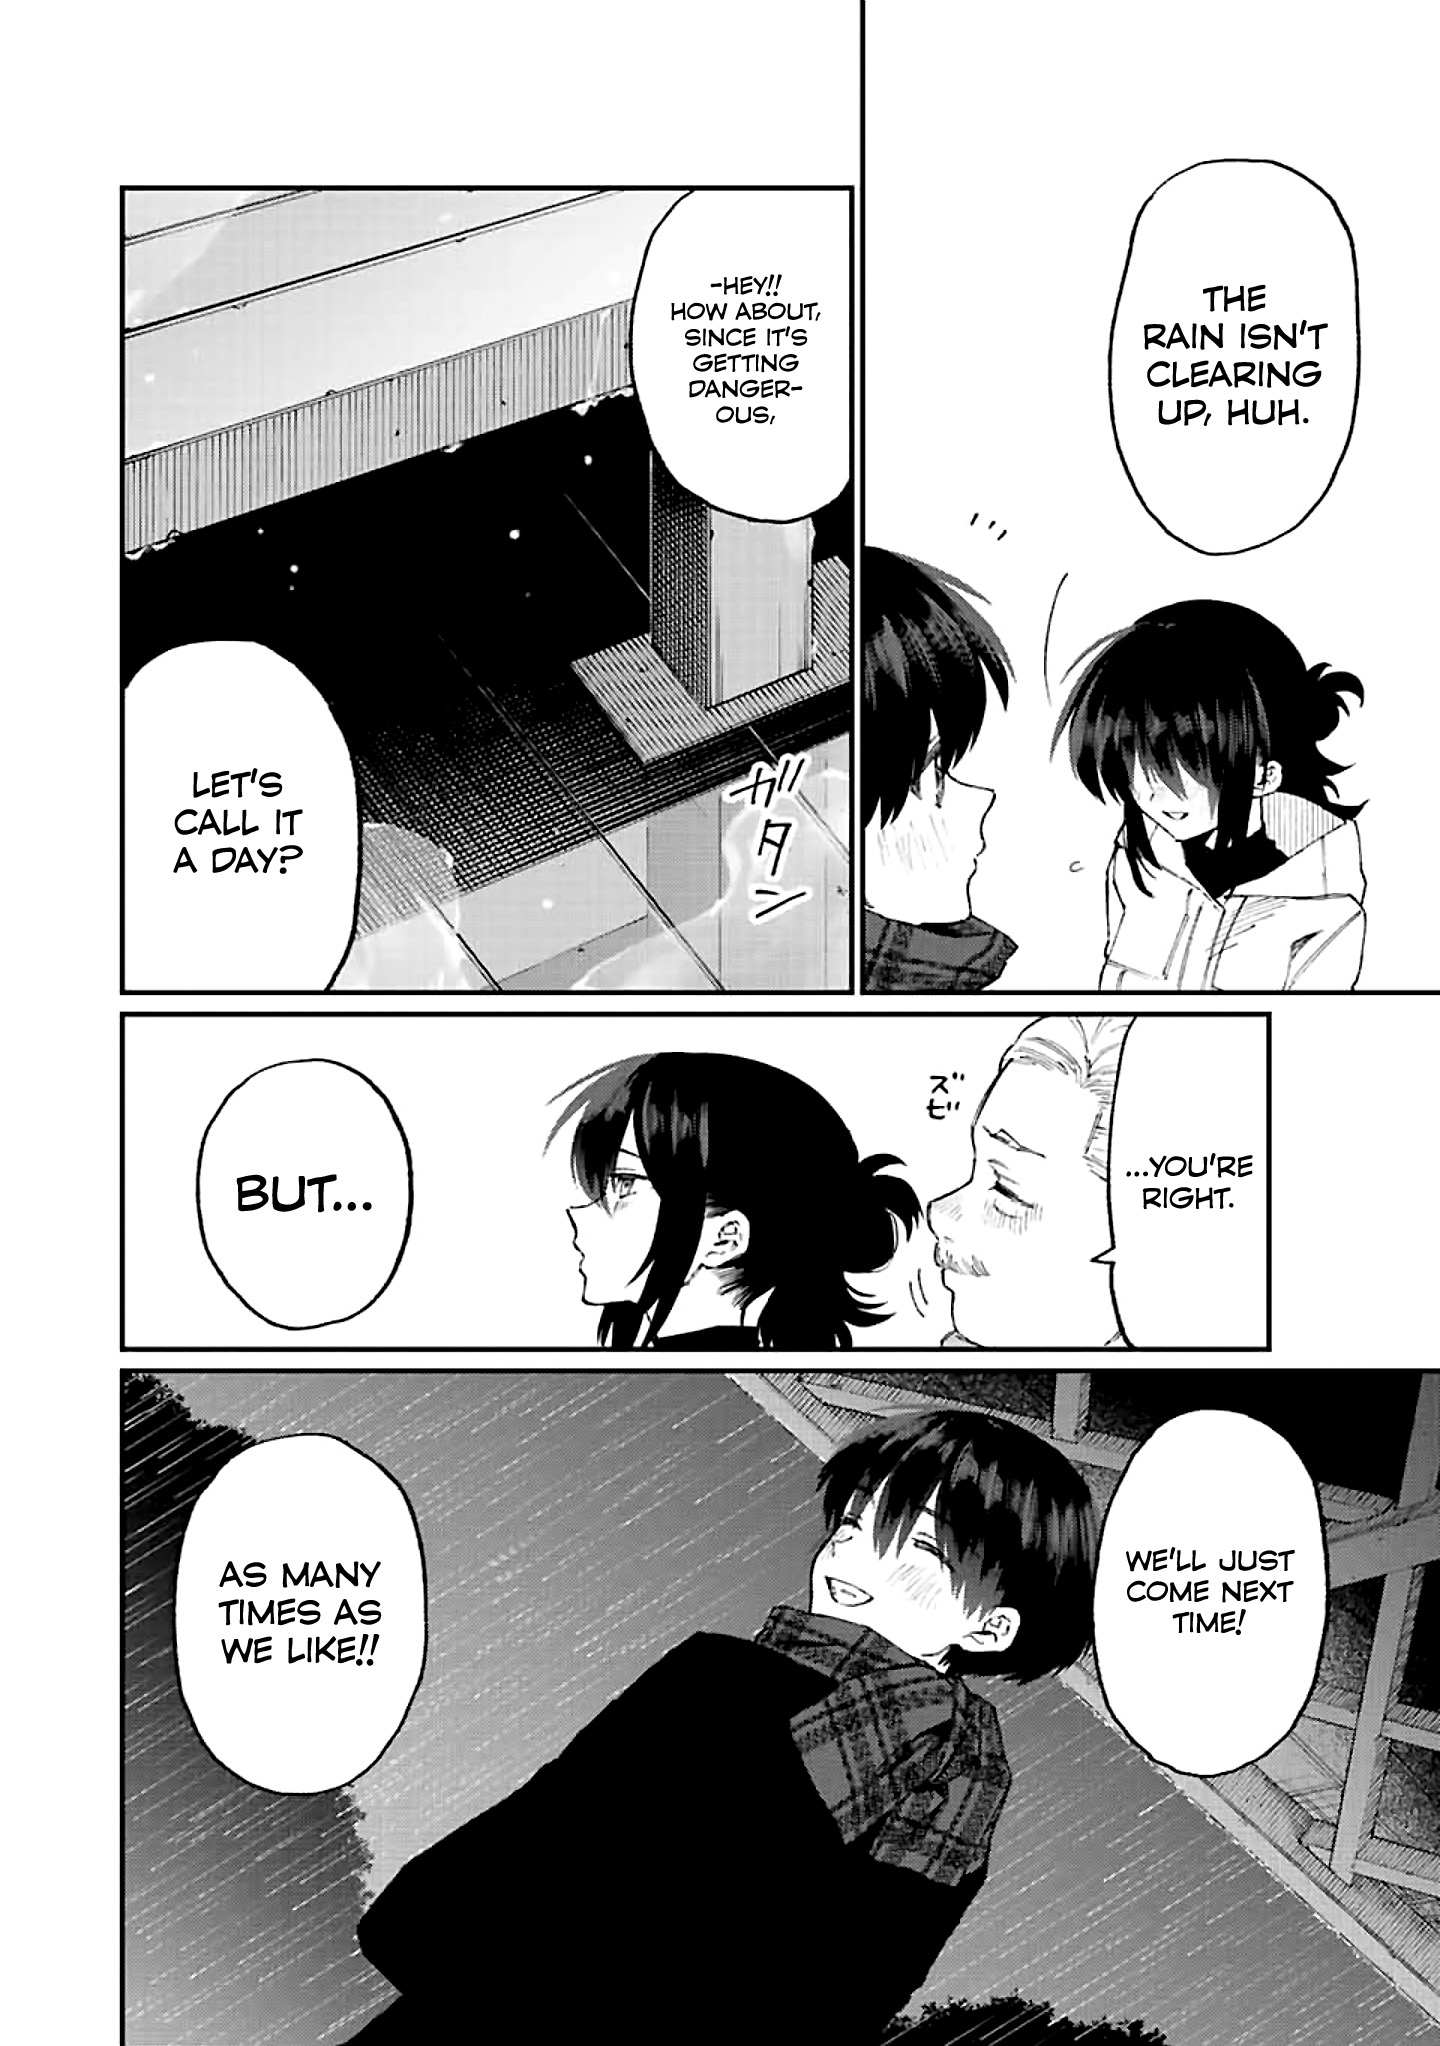 THE
RAIN ISN'T
CLEARING
UP, HUH.
-HEY!!
HOW ABOUT,
SINCE IT'S
GETTING
DANGER-
OUS,
ガタン
LET'S
CALL IT
A DAY?
...YOU'RE
RIGHT.
ズビ
BUT...
WE'LL JUST
COME NEXT
TIME!
AS MANY
TIMES AS
WE LIKE!!